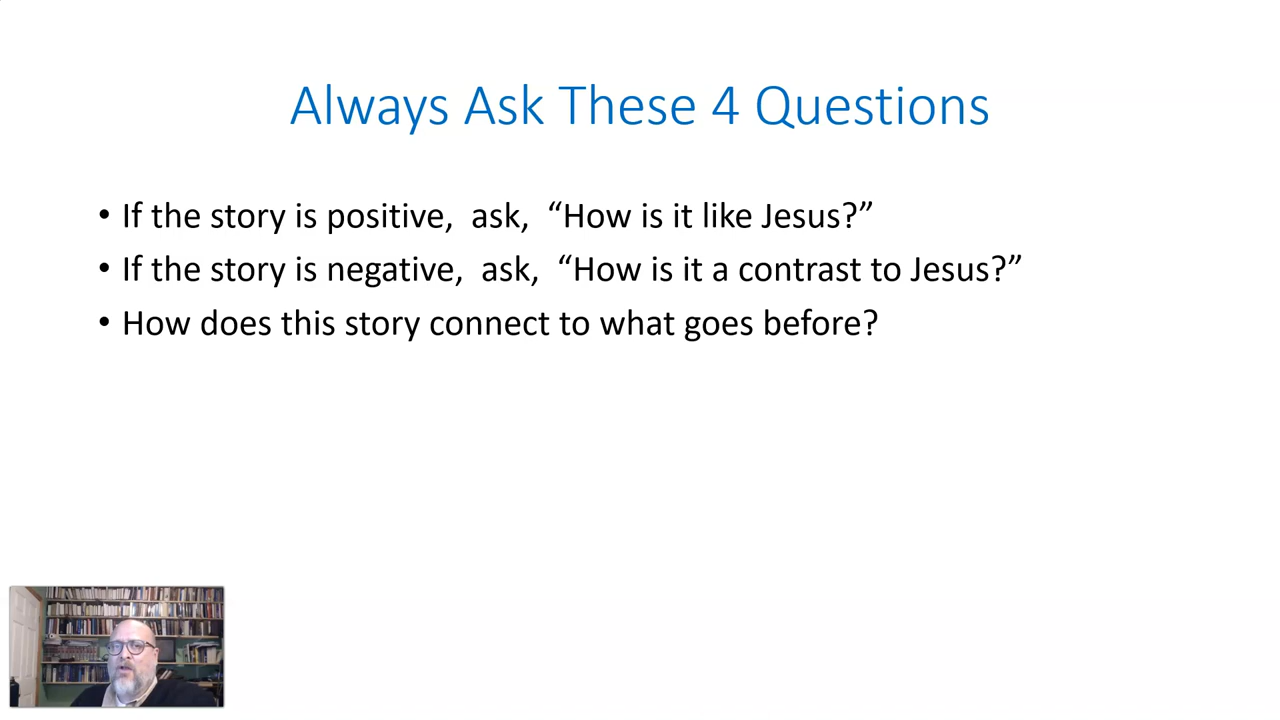 Always Ask These 4 Questions
• If the story is positive,  ask,  “How is it like Jesus?”
• If the story is negative,  ask,  “How is it a contrast to Jesus?”
• How does this story connect to what goes before?